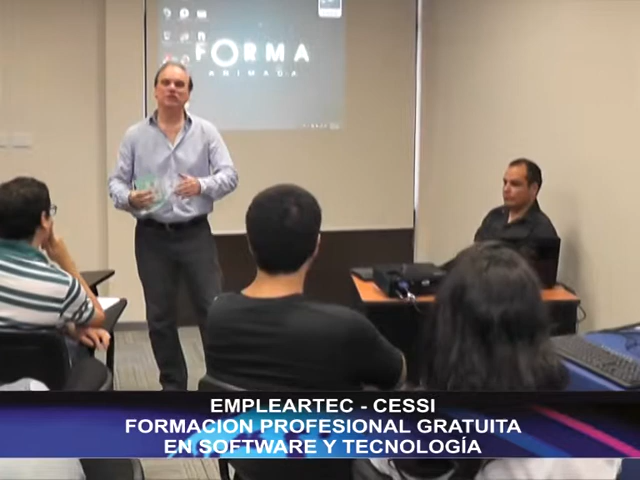 FORMA
ANIMADA
EMPLEARTEC - CESSI
FORMACION PROFESIONAL GRATUITA
EN SOFTWARE Y TECNOLOGÍA